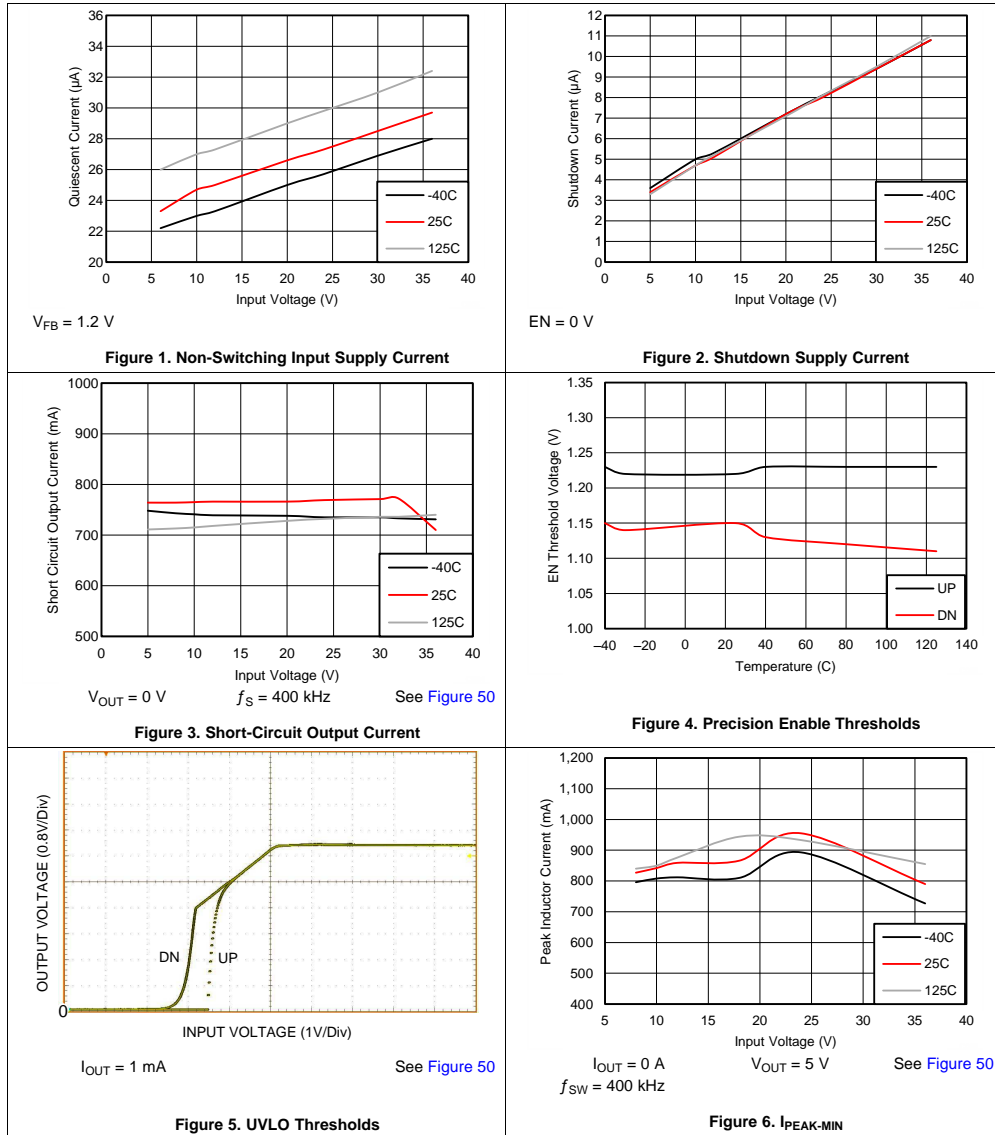 36
34
32
30
28
26
24
22
20
Quiescent Current (µA)
0 5 10 15 20 25 30 35 40
Input Voltage (V)
-40C
25C
125C
VFB = 1.2 V
Figure 1. Non-Switching Input Supply Current
12
11
10
9
8
7
6
5
4
3
2
1
0
Shutdown Current (µA)
0 5 10 15 20 25 30 35 40
Input Voltage (V)
-40C
25C
125C
EN = 0 V
Figure 2. Shutdown Supply Current
1000
900
800
700
600
500
Short Circuit Output Current (mA)
0 5 10 15 20 25 30 35 40
Input Voltage (V)
-40C
25C
125C
VOUT = 0 V fS = 400 kHz See Figure 50
Figure 3. Short-Circuit Output Current
1.35
1.30
1.25
1.20
1.15
1.10
1.05
1.00
EN Threshold Voltage (V)
–40 –20 0 20 40 60 80 100 120 140
Temperature (C)
UP
DN
Figure 4. Precision Enable Thresholds
OUTPUT VOLTAGE (0.8V/Div)
DN UP
0
INPUT VOLTAGE (1V/Div)
IOUT = 1 mA See Figure 50
Figure 5. UVLO Thresholds
1,200
1,100
1,000
900
800
700
600
500
400
Peak Inductor Current (mA)
5 10 15 20 25 30 35 40
Input Voltage (V)
-40C
25C
125C
IOUT = 0 A VOUT = 5 V See Figure 50
fSW = 400 kHz
Figure 6. IPEAK-MIN